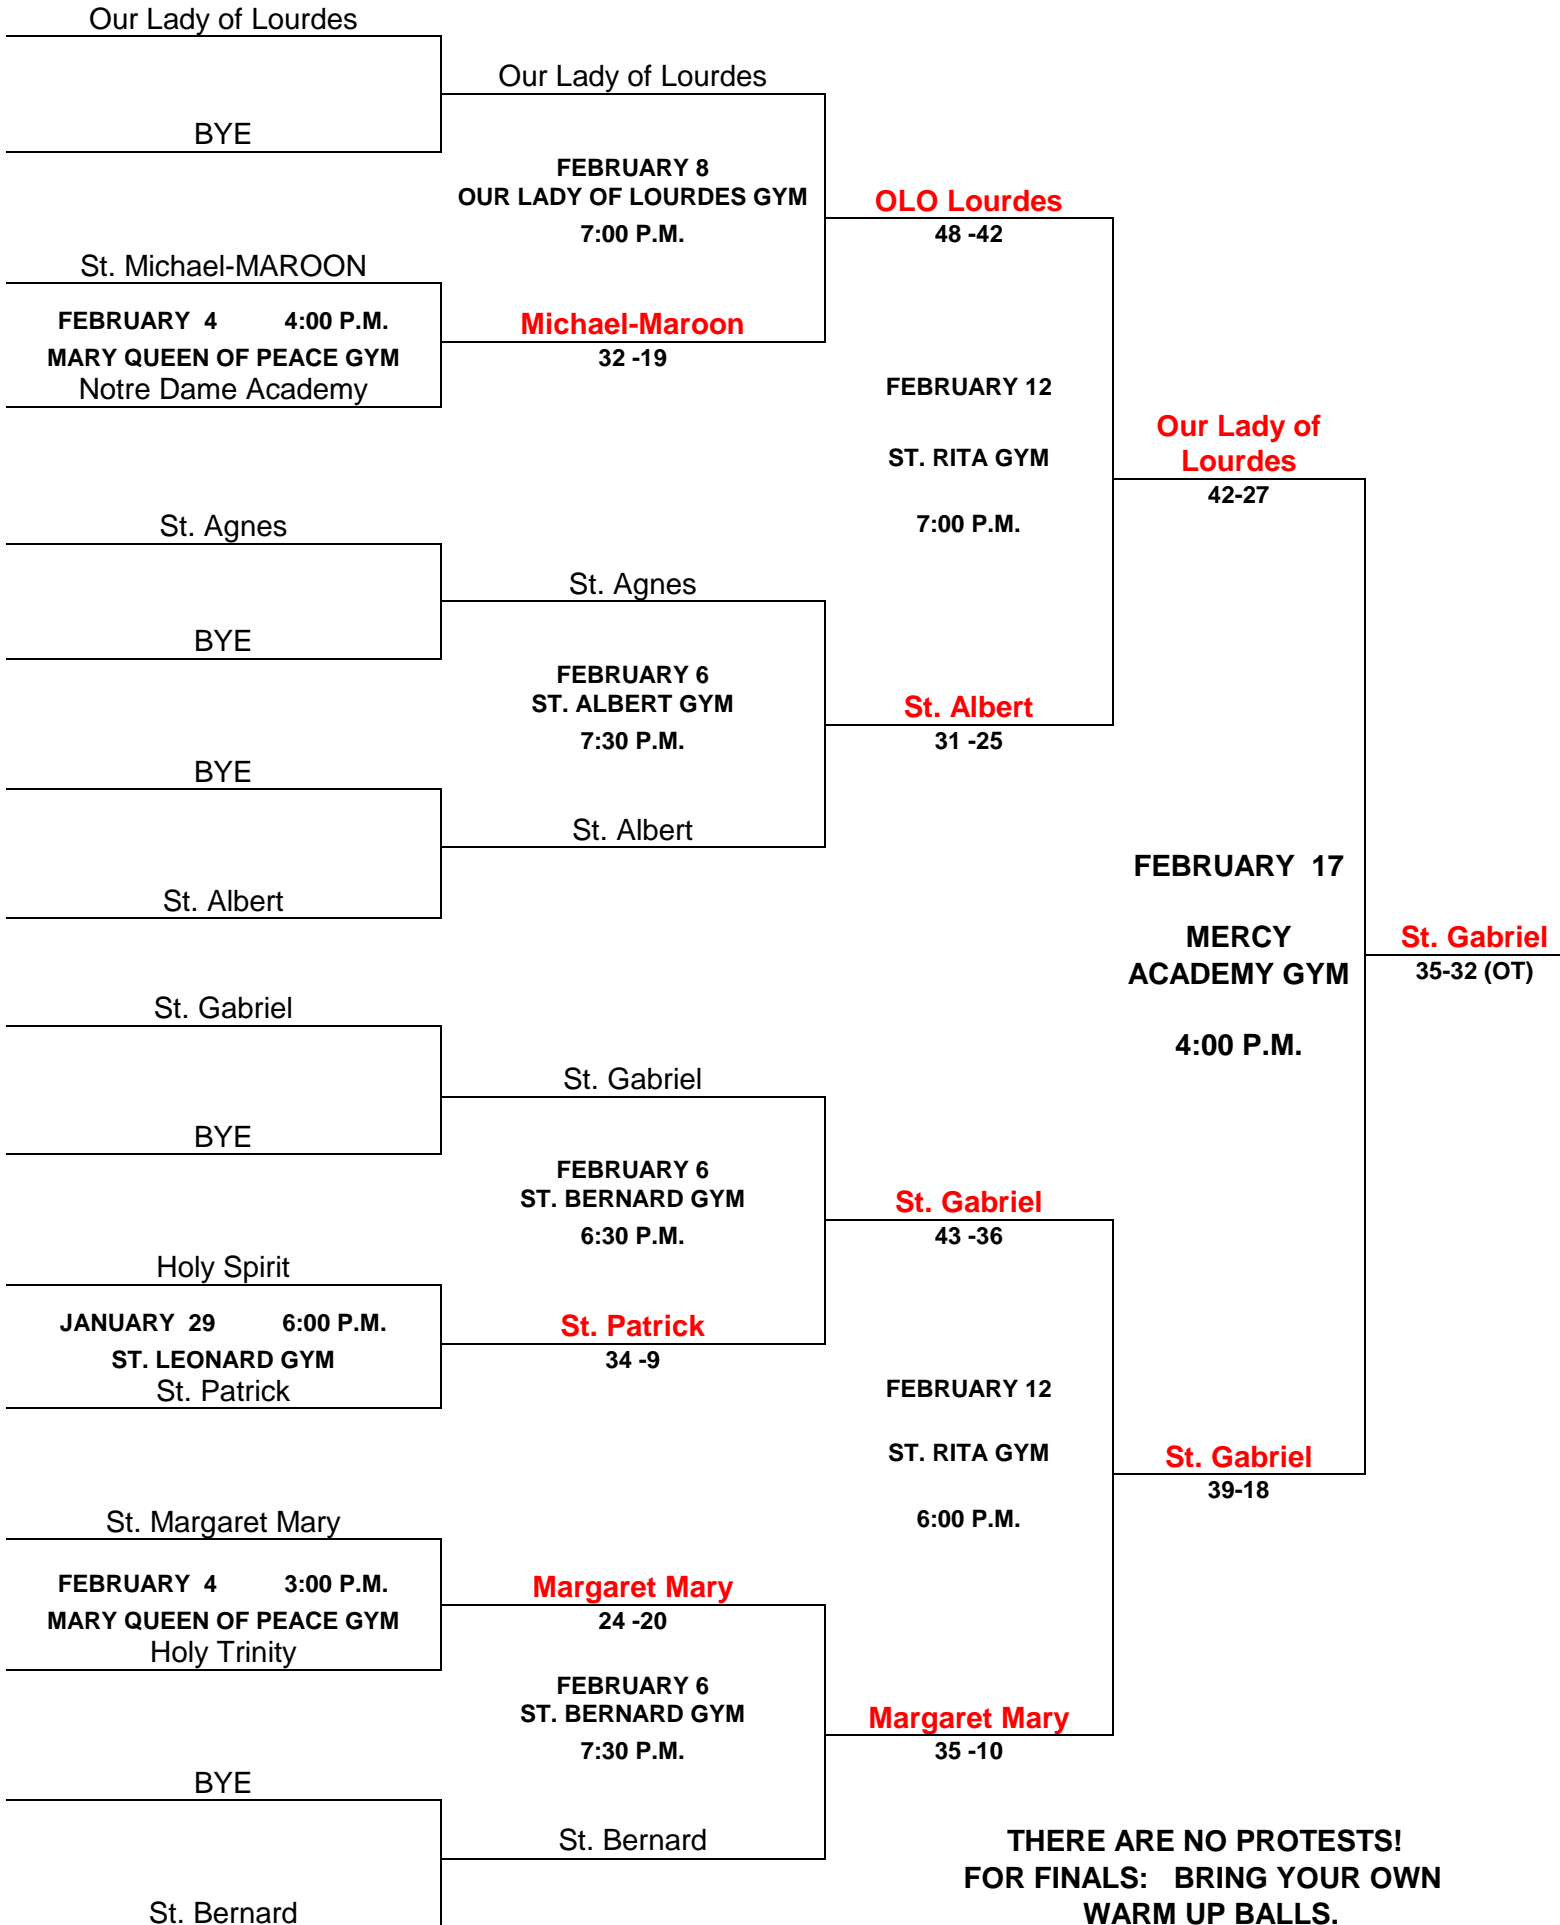 Our Lady of Lourdes
Our Lady of Lourdes
BYE
FEBRUARY 8
OUR LADY OF LOURDES GYM
7:00 P.M.
OLO Lourdes
48 -42
St. Michael-MAROON
FEBRUARY 4 4:00 P.M.
MARY QUEEN OF PEACE GYM
Notre Dame Academy
Michael-Maroon
32 -19
FEBRUARY 12
ST. RITA GYM
7:00 P.M.
Our Lady of
Lourdes
42-27
St. Agnes
St. Agnes
BYE
FEBRUARY 6
ST. ALBERT GYM
7:30 P.M.
St. Albert
31 -25
BYE
St. Albert
St. Albert
FEBRUARY 17
MERCY
ACADEMY GYM
4:00 P.M.
St. Gabriel
35-32 (OT)
St. Gabriel
St. Gabriel
BYE
FEBRUARY 6
ST. BERNARD GYM
6:30 P.M.
St. Gabriel
43 -36
Holy Spirit
JANUARY 29 6:00 P.M.
ST. LEONARD GYM
St. Patrick
St. Patrick
34 -9
FEBRUARY 12
ST. RITA GYM
6:00 P.M.
St. Gabriel
39-18
St. Margaret Mary
FEBRUARY 4 3:00 P.M.
MARY QUEEN OF PEACE GYM
Holy Trinity
Margaret Mary
24 -20
FEBRUARY 6
ST. BERNARD GYM
7:30 P.M.
Margaret Mary
35 -10
BYE
St. Bernard
St. Bernard
THERE ARE NO PROTESTS!
FOR FINALS: BRING YOUR OWN
WARM UP BALLS.